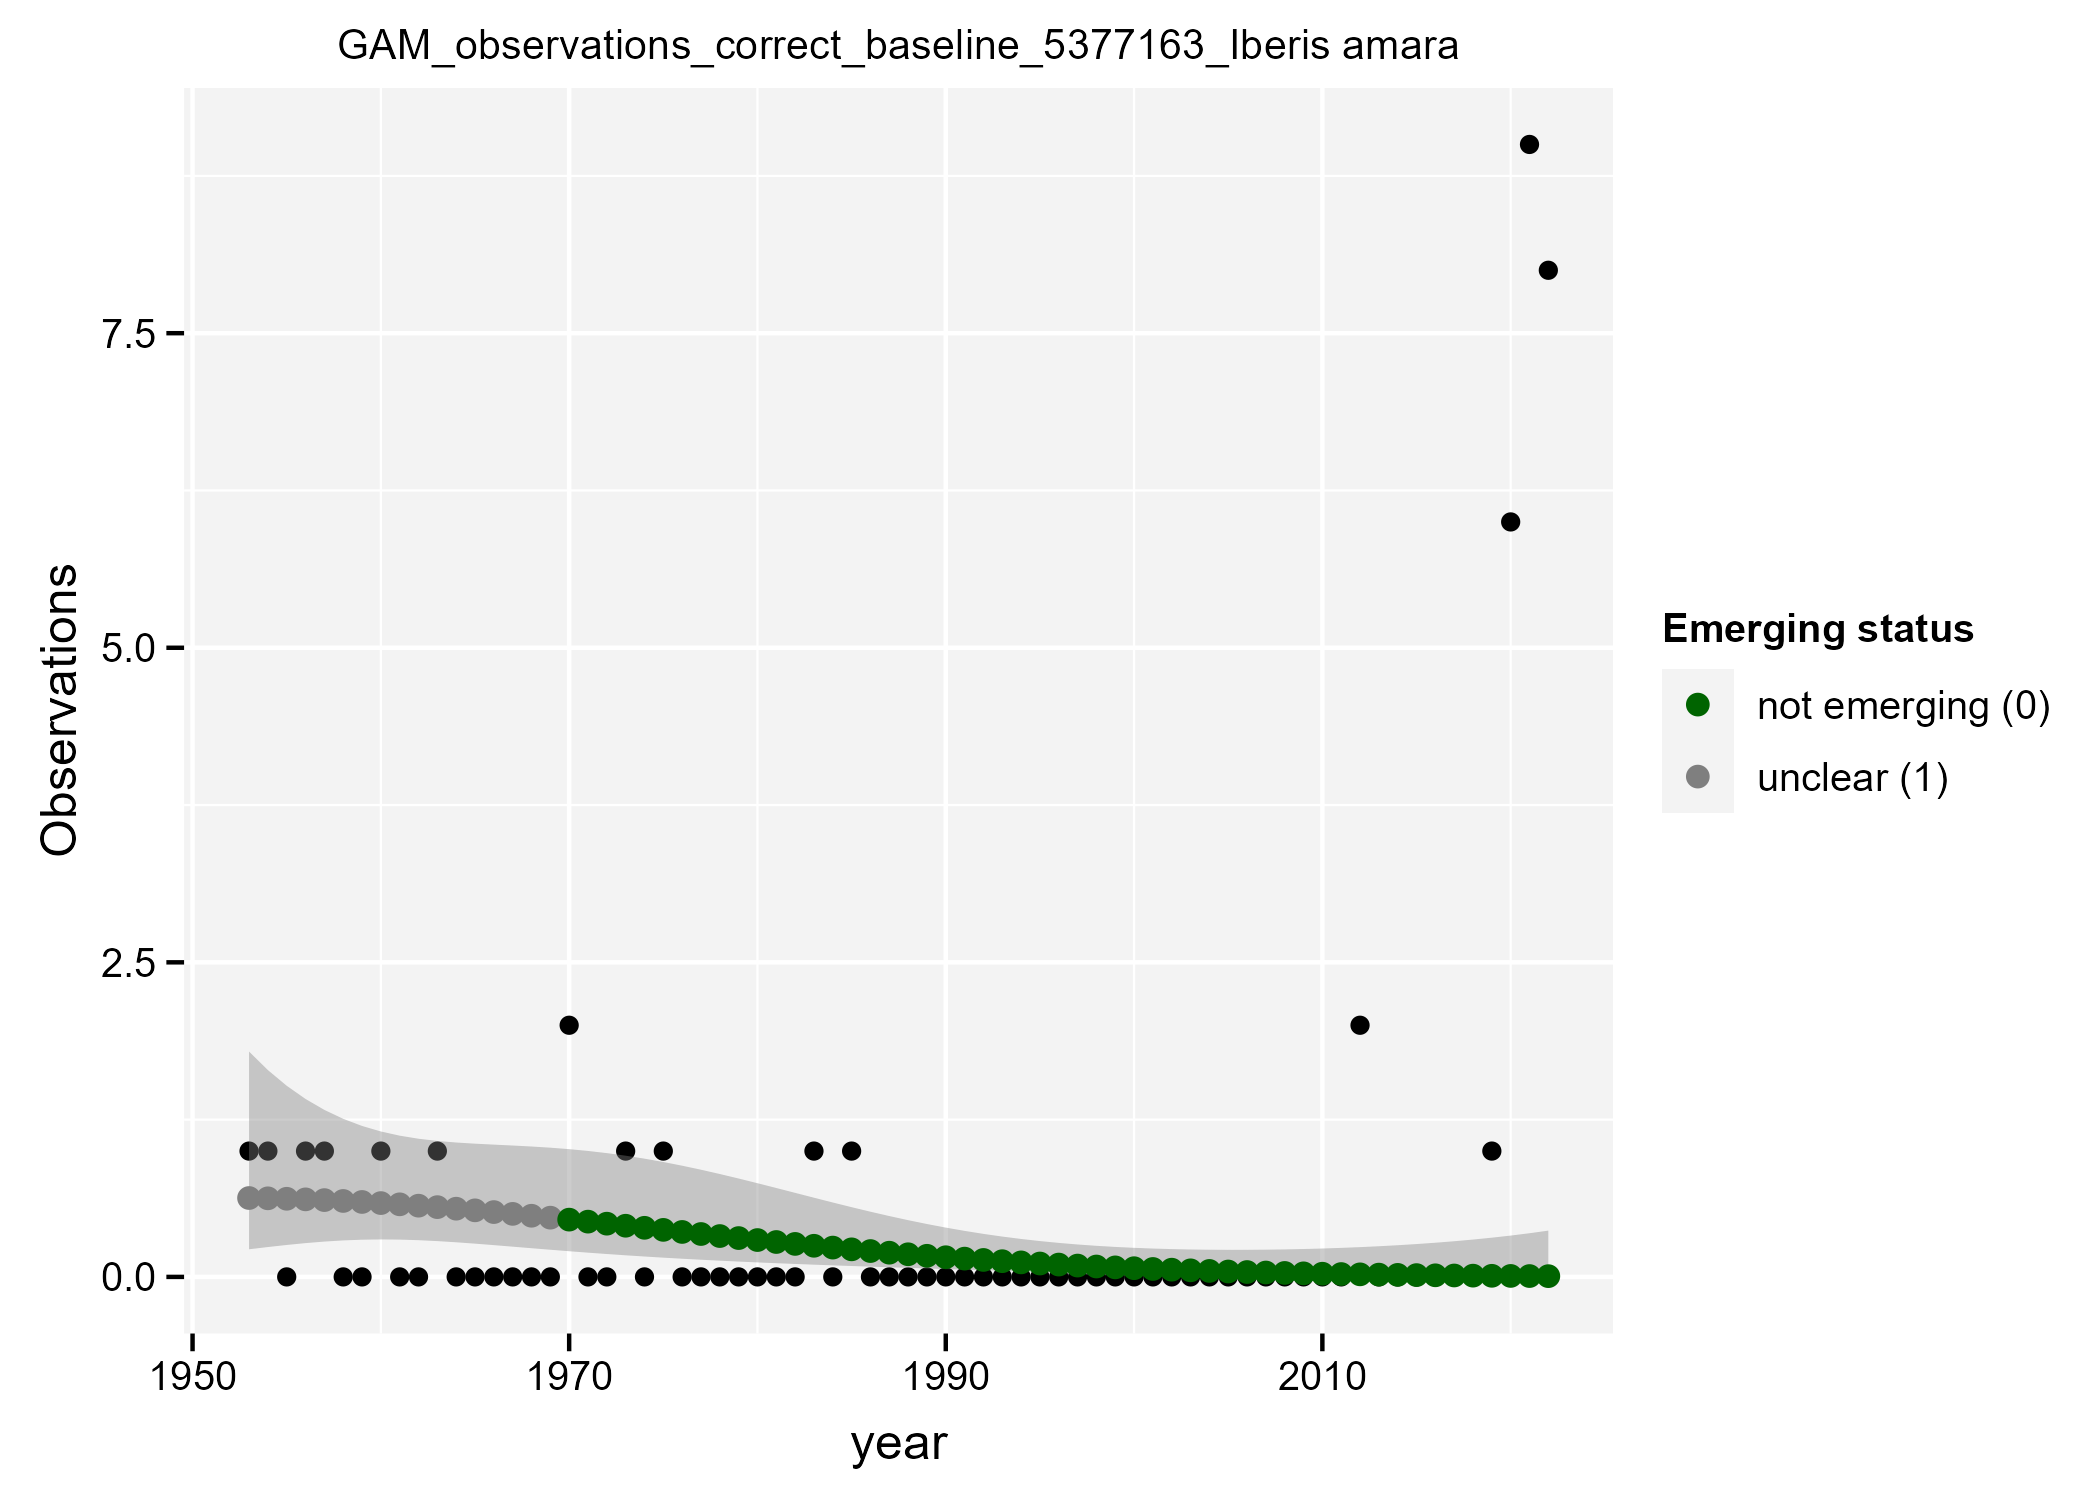 GAM_observations_correct_baseline_5377163_Iberis amara
Observations
7.5
5.0
2.5
0.0
1950
1970
1990
2010
year
Emerging status
not emerging (0)
unclear (1)